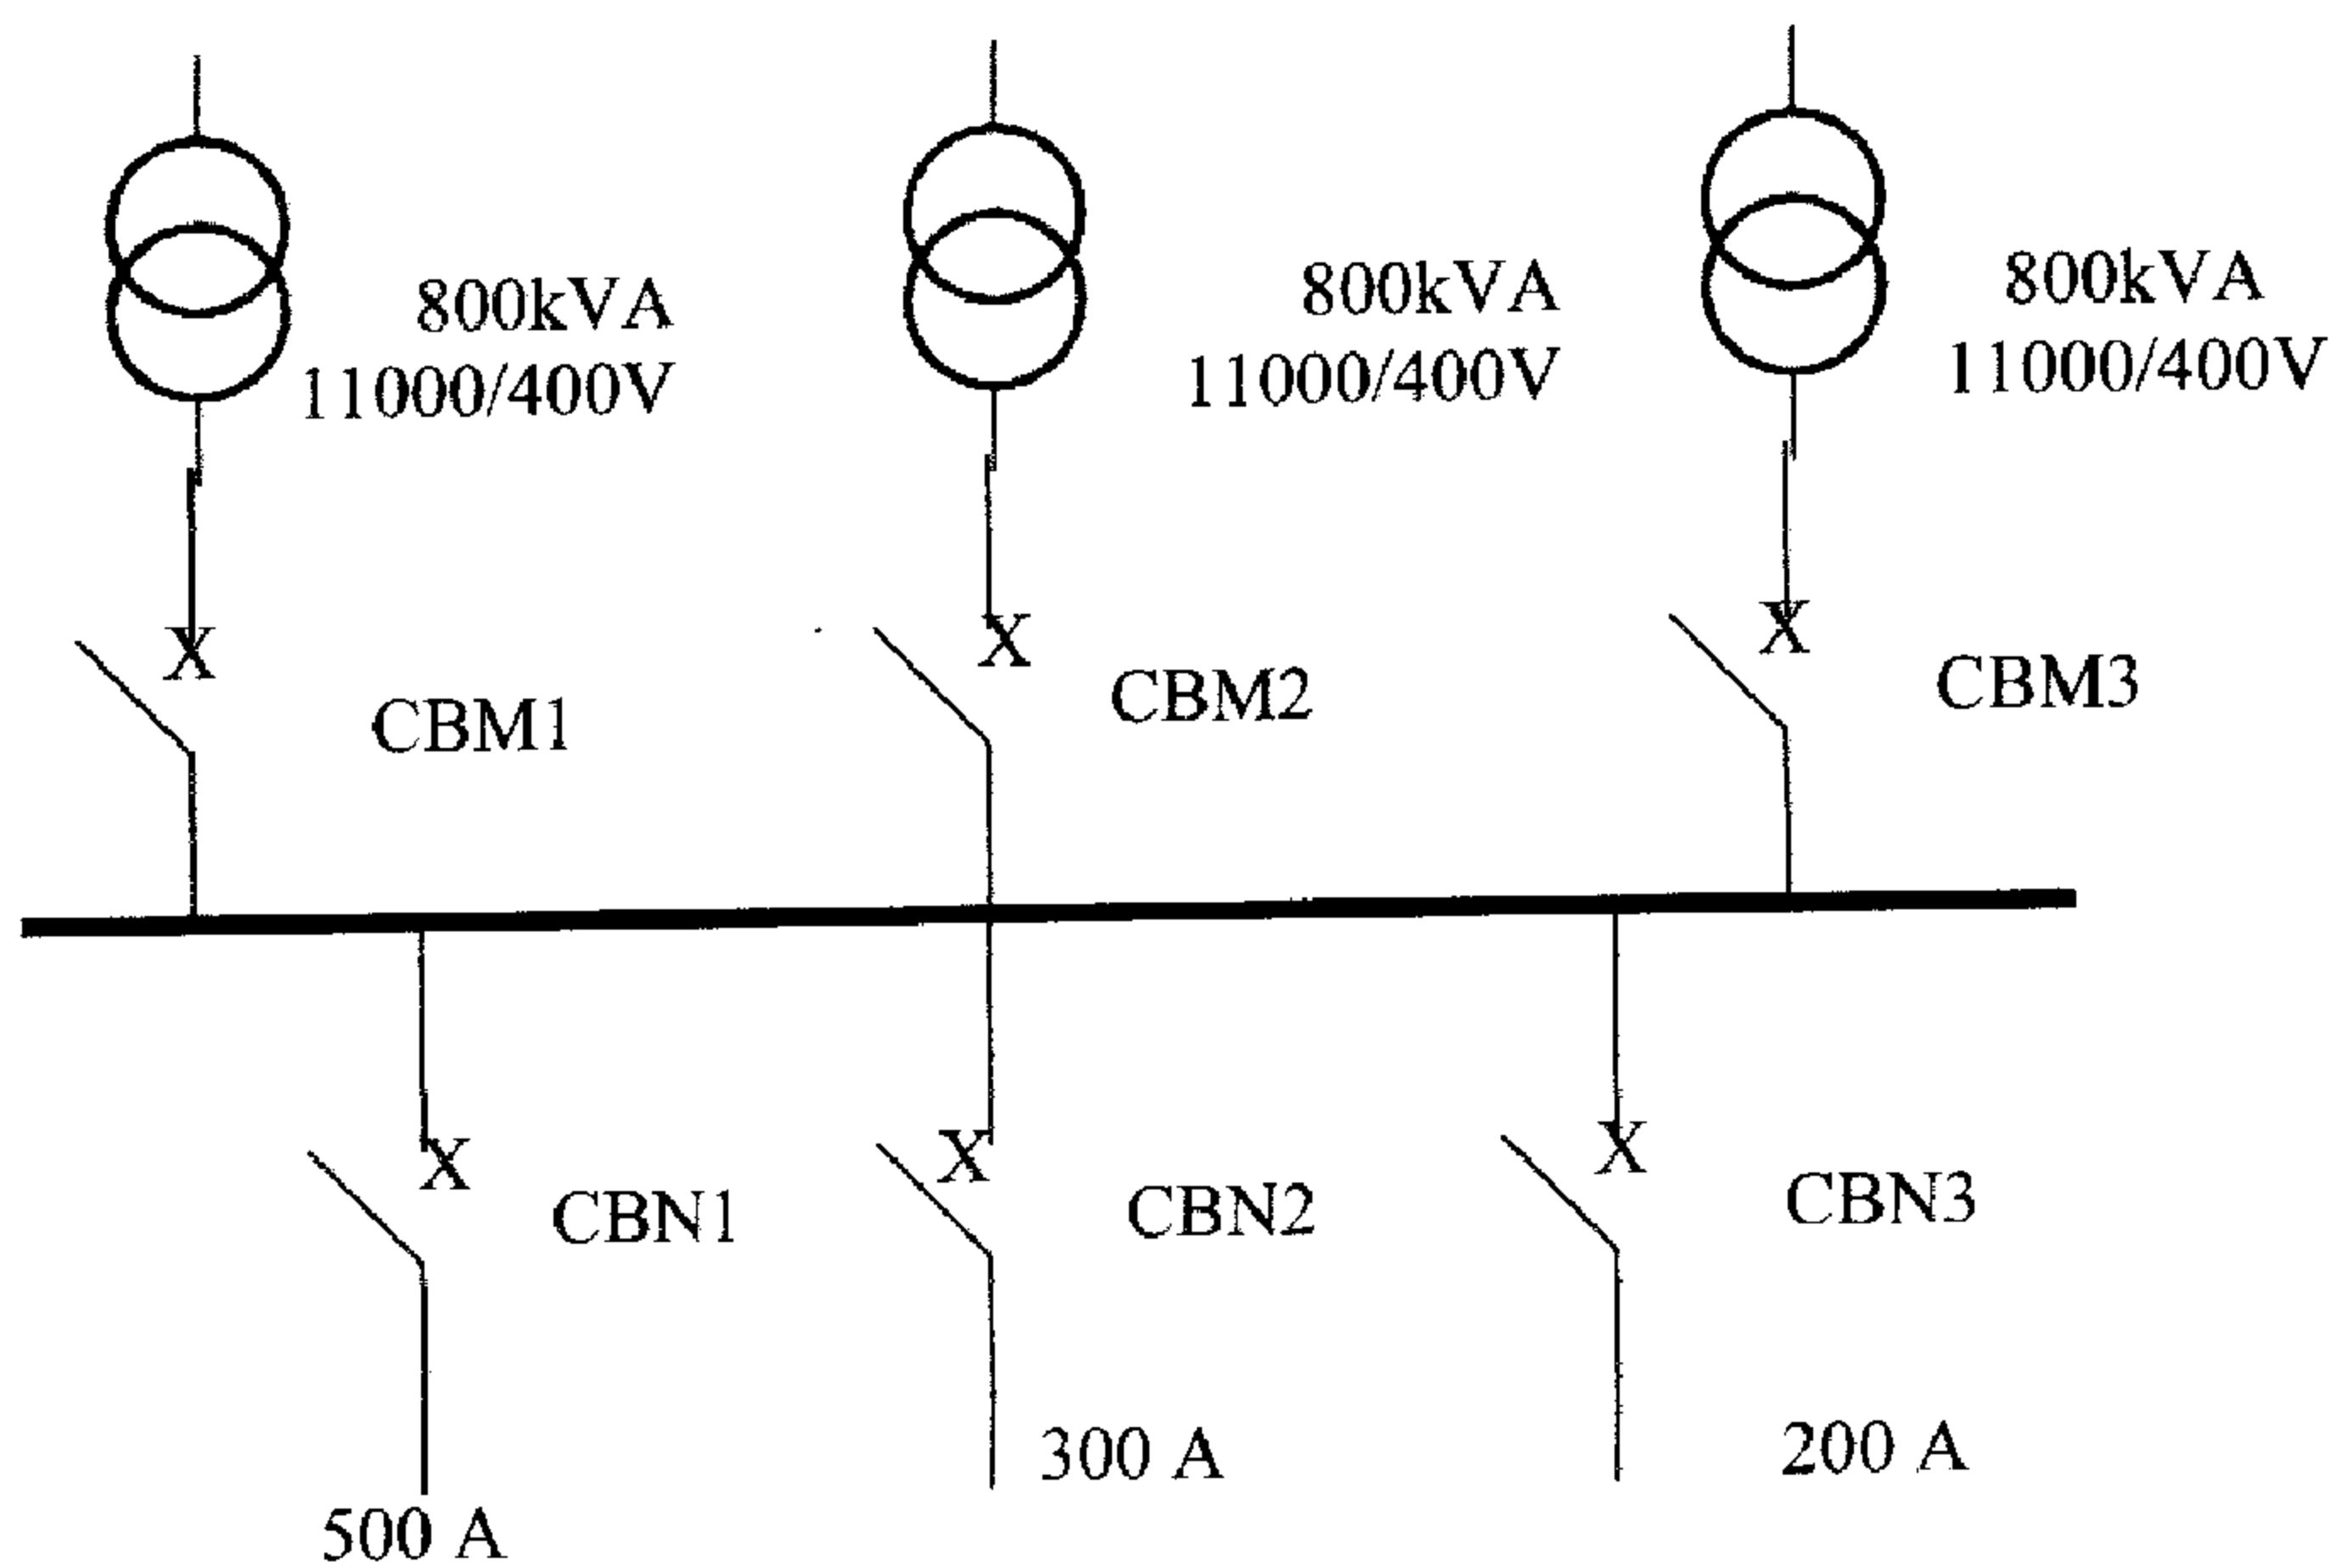 800kVA
11000/400V
800kVA
11000/400V
800kVA
11000/400V
X
X
X
CBM1
CBM2
CBM3
X
X
X
CBN1
CBN2
CBN3
500 A
300 A
200 A